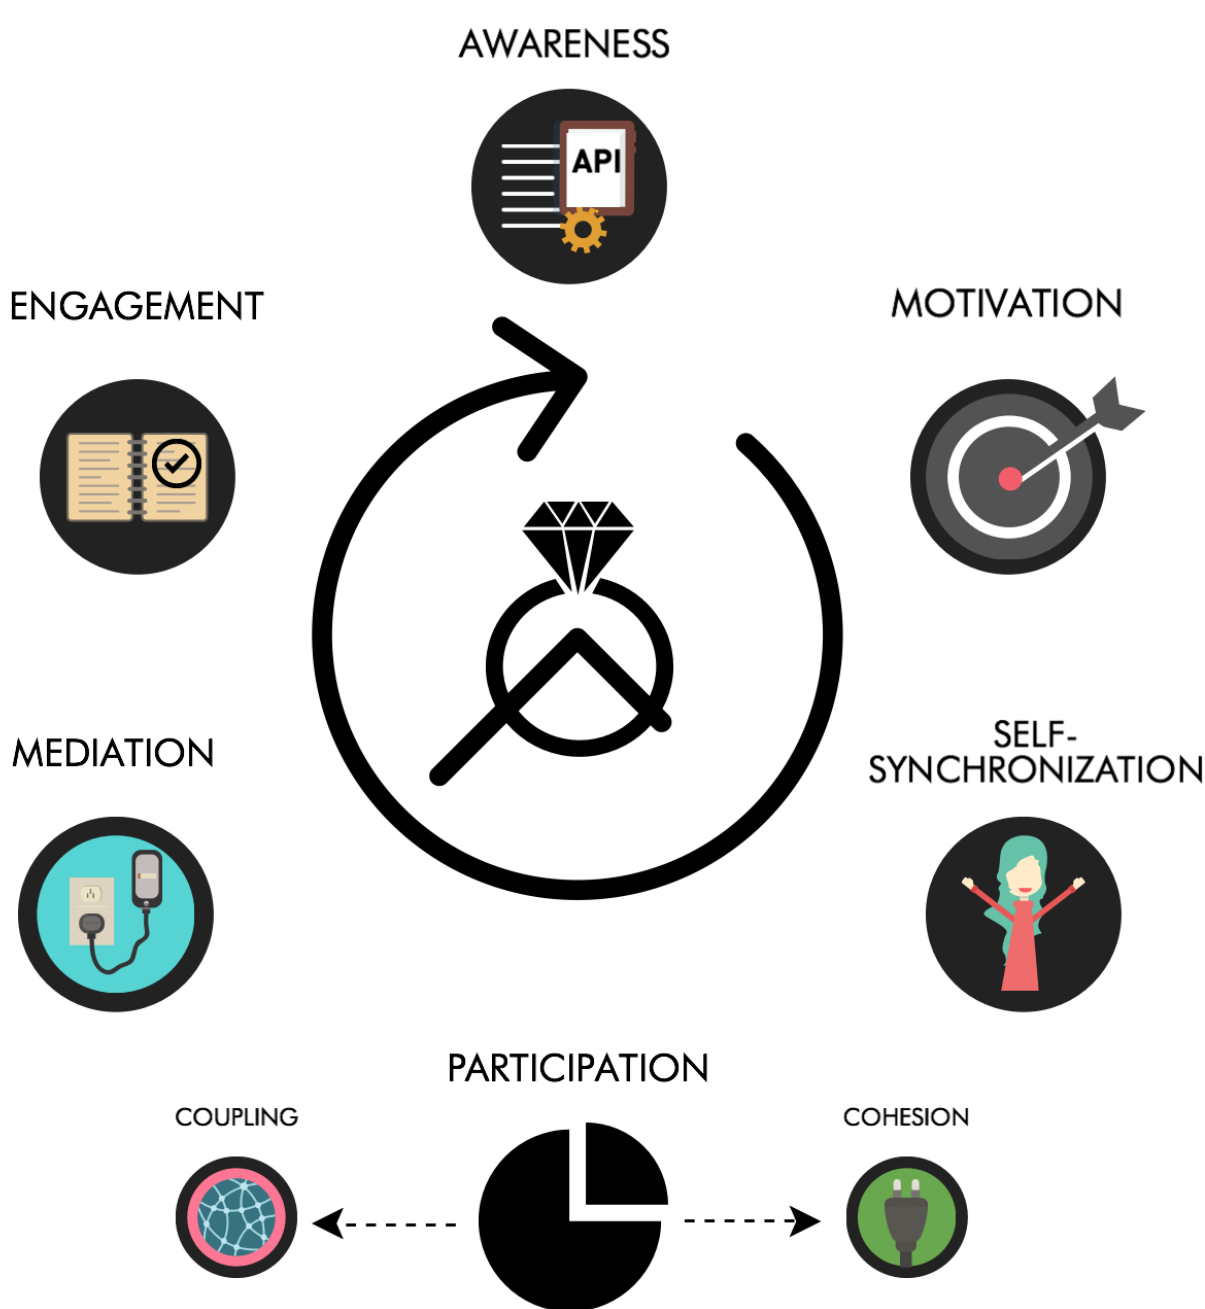 AWARENESS
API
ENGAGEMENT
MOTIVATION
MEDIATION
SELF-
SYNCHRONIZATION
PARTICIPATION
COUPLING
COHESION